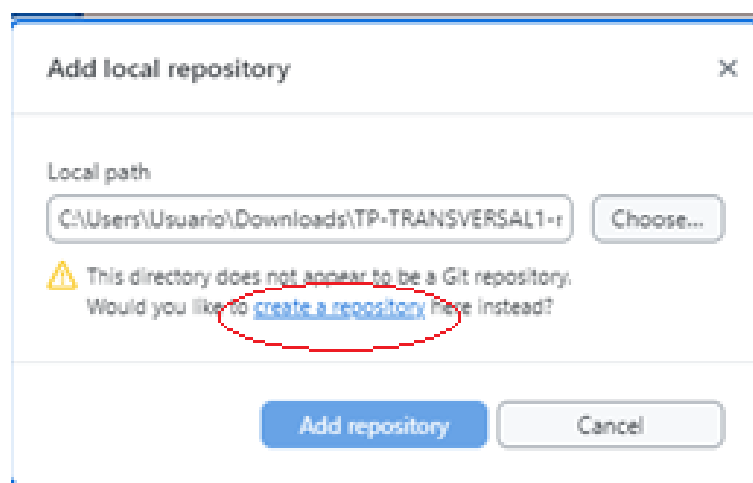 Add local repository
Local path
C:\Users\Usuario\Downloads\TP-TRANSVERSAL1-r
Choose...
This directory does not appear to be a Git repository.
Would you like to create a repository here instead?
Add repository
Cancel